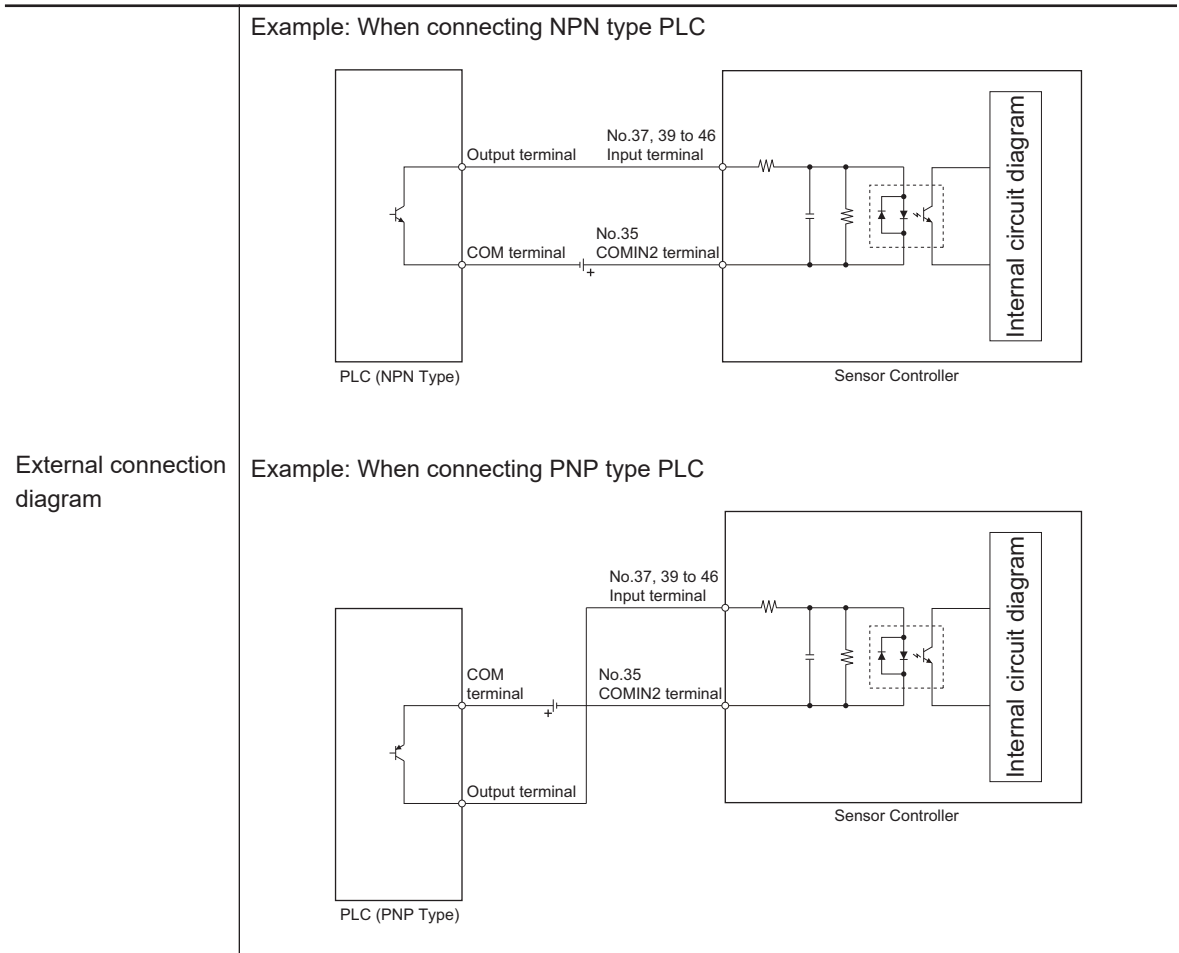 Example: When connecting NPN type PLC
No.37, 39 to 46
Output terminal
Input terminal
No.35
COM terminal
COMIN2 terminal
+
Internal circuit diagram
PLC (NPN Type)
Sensor Controller
External connection
diagram
Example: When connecting PNP type PLC
No.37, 39 to 46
Input terminal
COM
terminal
No.35
COMIN2 terminal
+
Output terminal
Internal circuit diagram
Sensor Controller
PLC (PNP Type)